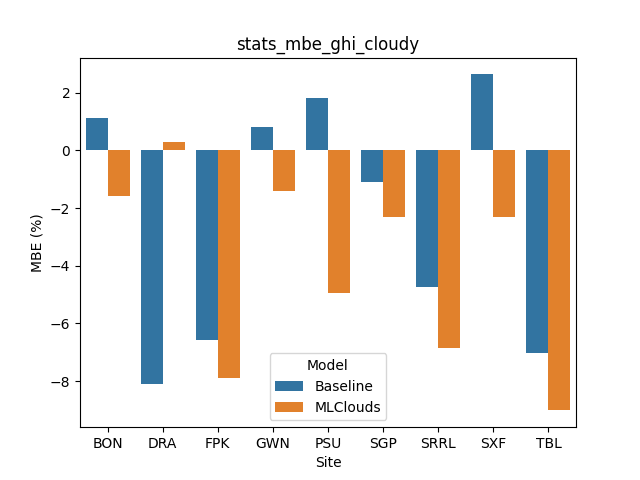 stats_mbe_ghi_cloudy
MBE (%)
2
0
−2
−4
−6
−8
Model
Baseline
MLClouds
BON DRA FPK GWN PSU SGP SRRL SXF TBL
Site